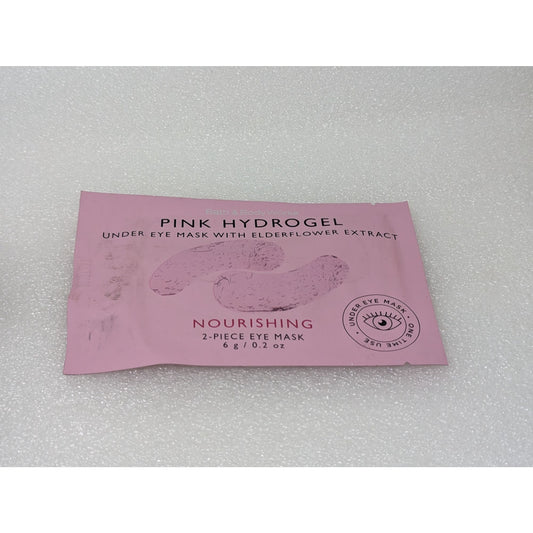 PINK HYDROGEL
UNDER EYE MASK WITH ELDERFLOWER EXTRACT
NOURISHING
2-PIECE EYE MASK
6 g / 0.2 oz
• UNDER EYE MASK •
ONE TIME USE